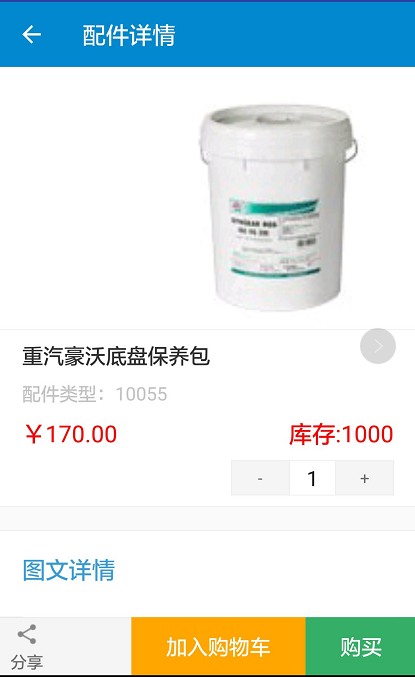 配件详情
重汽豪沃底盘保养包
配件类型：10055
￥170.00
库存:1000
- 1 +
图文详情
分享
加入购物车
购买